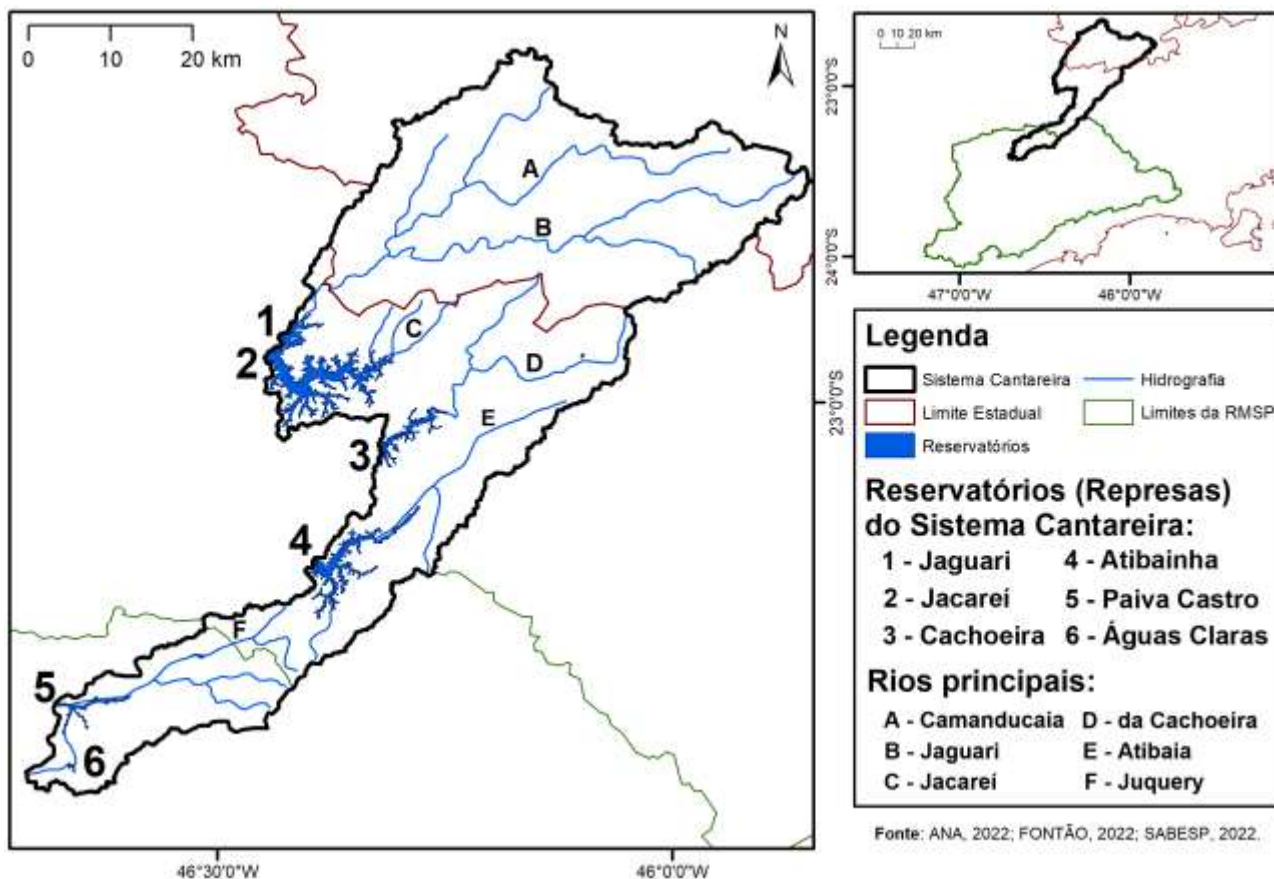 0 10 20 km
N
A
B
C
D
E
F
1
2
3
4
5
6
46°30'0"W
46°0'0"W
23°0'0"S
0 10 20 km
23°0'0"S
24°0'0"S
47°0'0"W
46°0'0"W
Legenda
Sistema Cantareira
Hidrografia
Limite Estadual
Limites da RMSP
Reservatórios
Reservatórios (Represas)
do Sistema Cantareira:
1 - Jaguari 4 - Atibainha
2 - Jacareí 5 - Paiva Castro
3 - Cachoeira 6 - Águas Claras
Rios principais:
A - Camanducaia D - da Cachoeira
B - Jaguari E - Atibaia
C - Jacareí F - Juquery
Fonte: ANA, 2022; FONTÃO, 2022; SABESP, 2022.